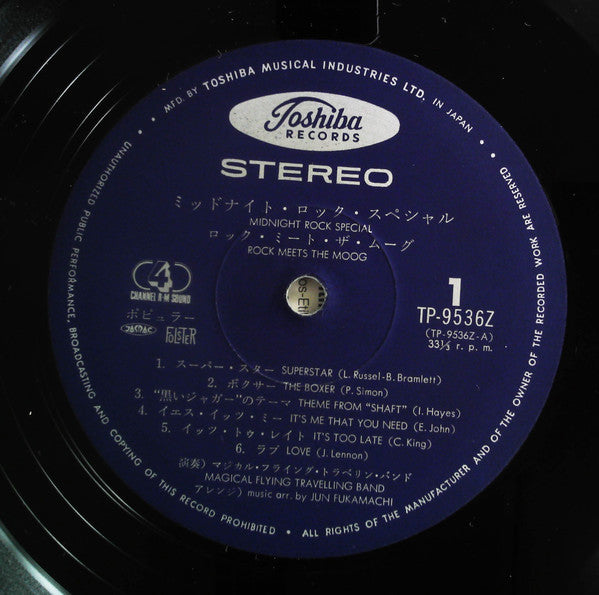 MFD. BY TOSHIBA MUSICAL INDUSTRIES LTD. IN JAPAN
Toshiba
RECORDS
STEREO
ミッドナイト・ロック・スペシャル
MIDNIGHT ROCK SPECIAL
ロック・ミート・ザ・ムーグ
ROCK MEETS THE MOOG
4
CHANNEL R-M SOUND
ポピュラー
FOLSTER
1
TP-9536Z
(TP-9536Z-A)
33⅓ r. p. m.
os-Et
1. スーパー・スター SUPERSTAR (L. Russel-B. Bramlett)
2. ボクサー THE BOXER (P. Simon)
3. "黒いジャガー"のテーマ THEME FROM "SHAFT" (I. Hayes)
4. イエス・イッツ・ミー IT'S ME THAT YOU NEED (E. John)
5. イッツ・トゥ・レイト IT'S TOO LATE (C. King)
6. ラブ LOVE (J. Lennon)
演奏) マジカル・フライング・トラベリン・バンド
MAGICAL FLYING TRAVELLING BAND
アレンジ) music arr. by JUN FUKAMACHI
UNAUTHORIZED PUBLIC PERFORMANCE, BROADCASTING AND COPYING OF THIS RECORD PROHIBITED • ALL RIGHTS OF THE MANUFACTURER AND OF THE OWNER OF THE RECORDED WORK ARE RESERVED